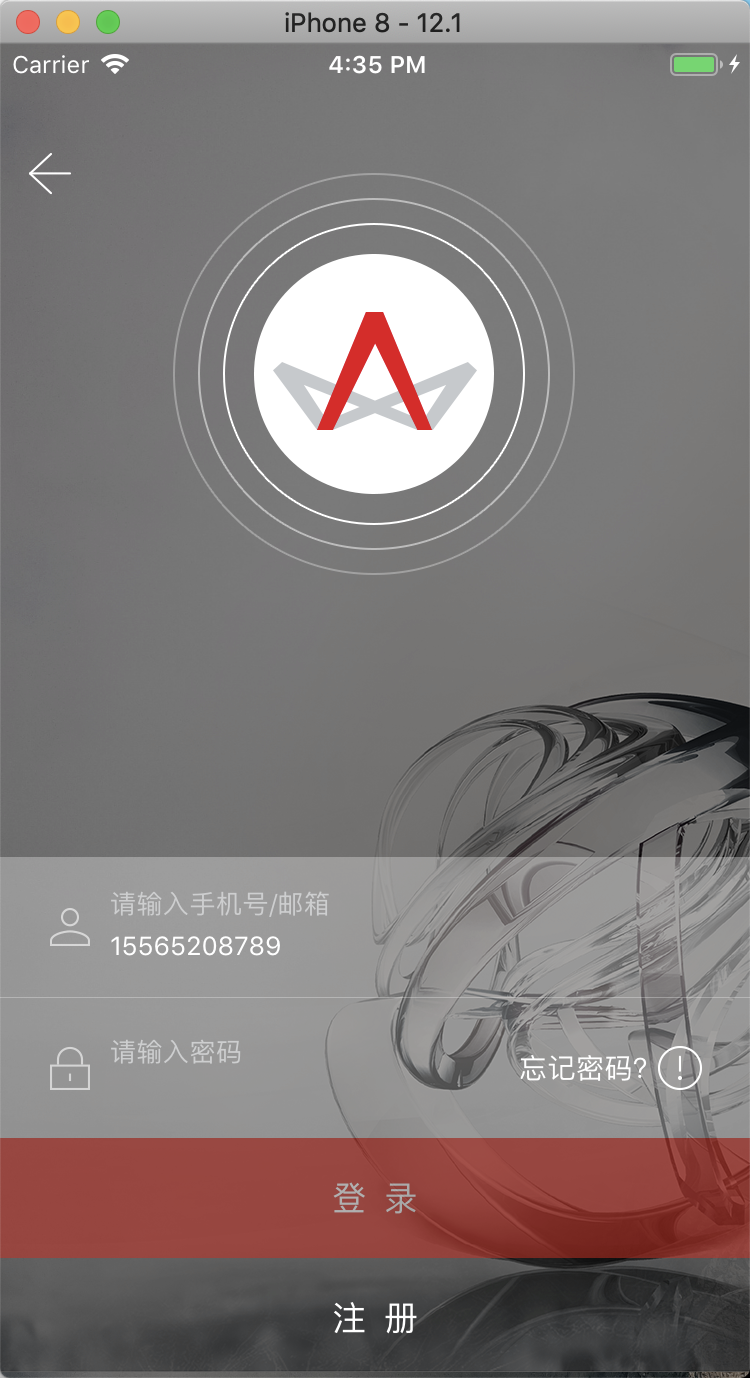 iPhone 8 - 12.1
Carrier 4:35 PM
请输入手机号/邮箱
15565208789
请输入密码
忘记密码?
登 录
注 册